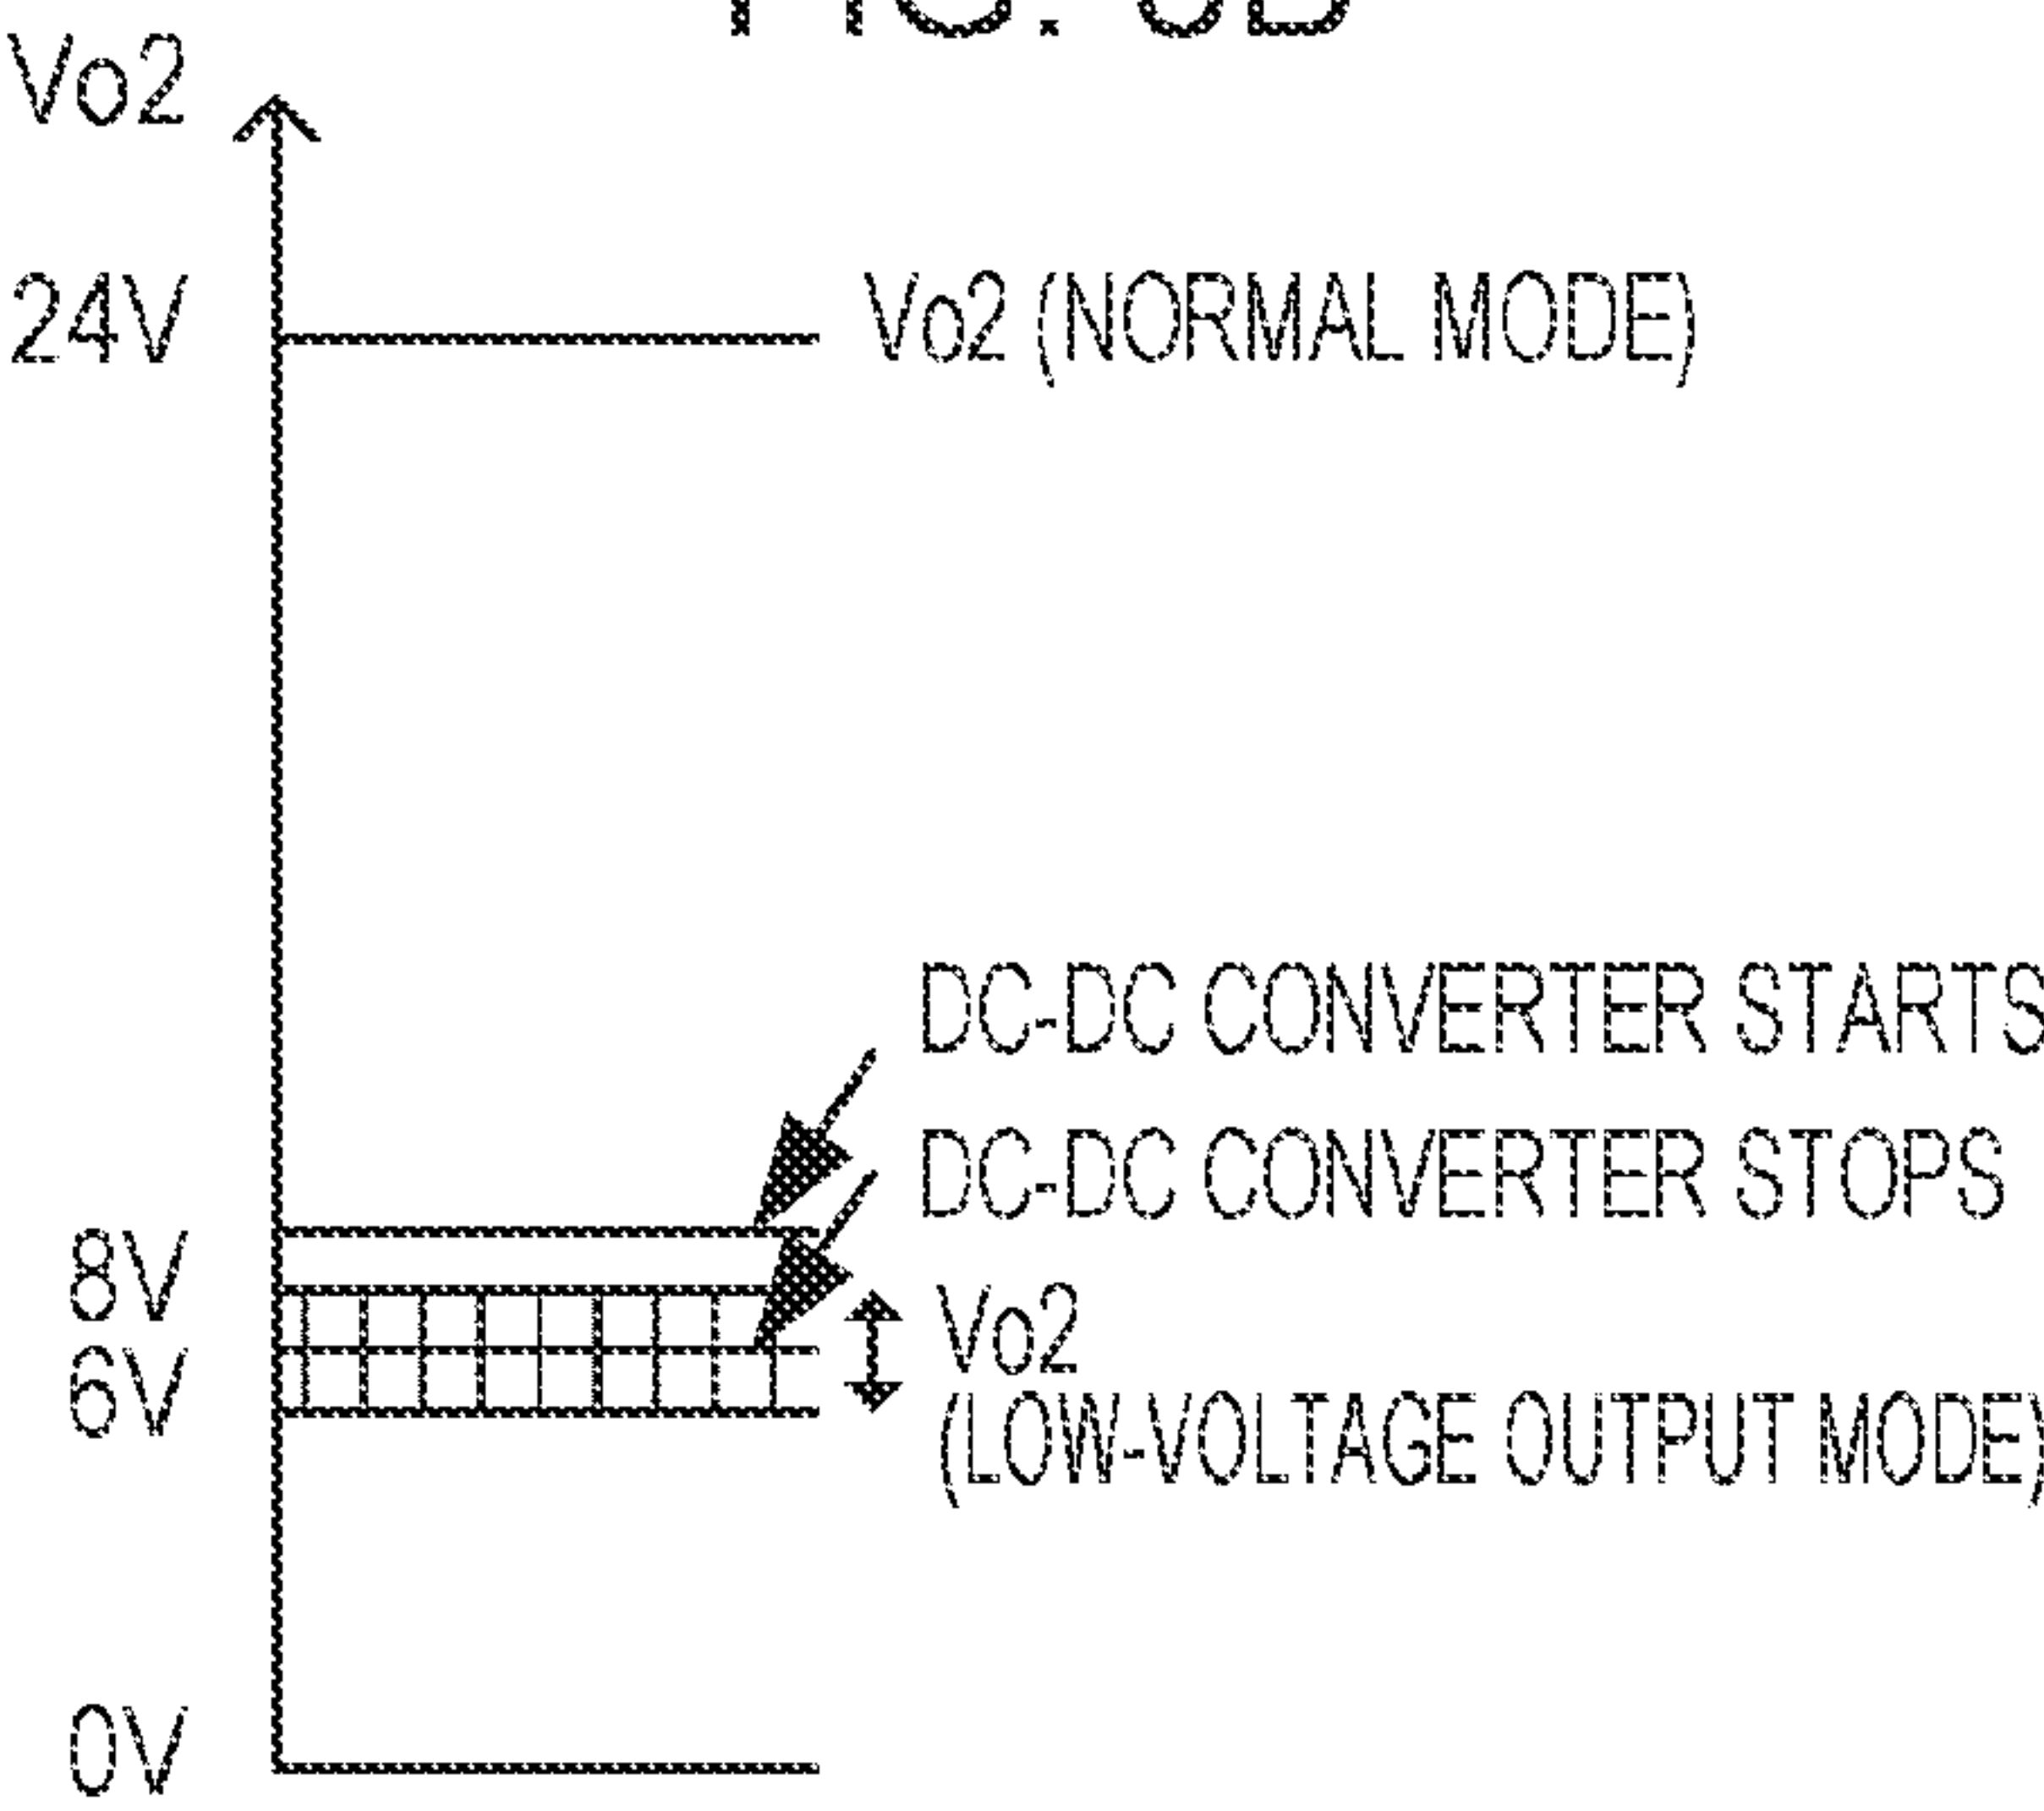 Vo2
24V
Vo2 (NORMAL MODE)
DC-DC CONVERTER STARTS
DC-DC CONVERTER STOPS
8V
6V
Vo2
(LOW-VOLTAGE OUTPUT MODE)
0V